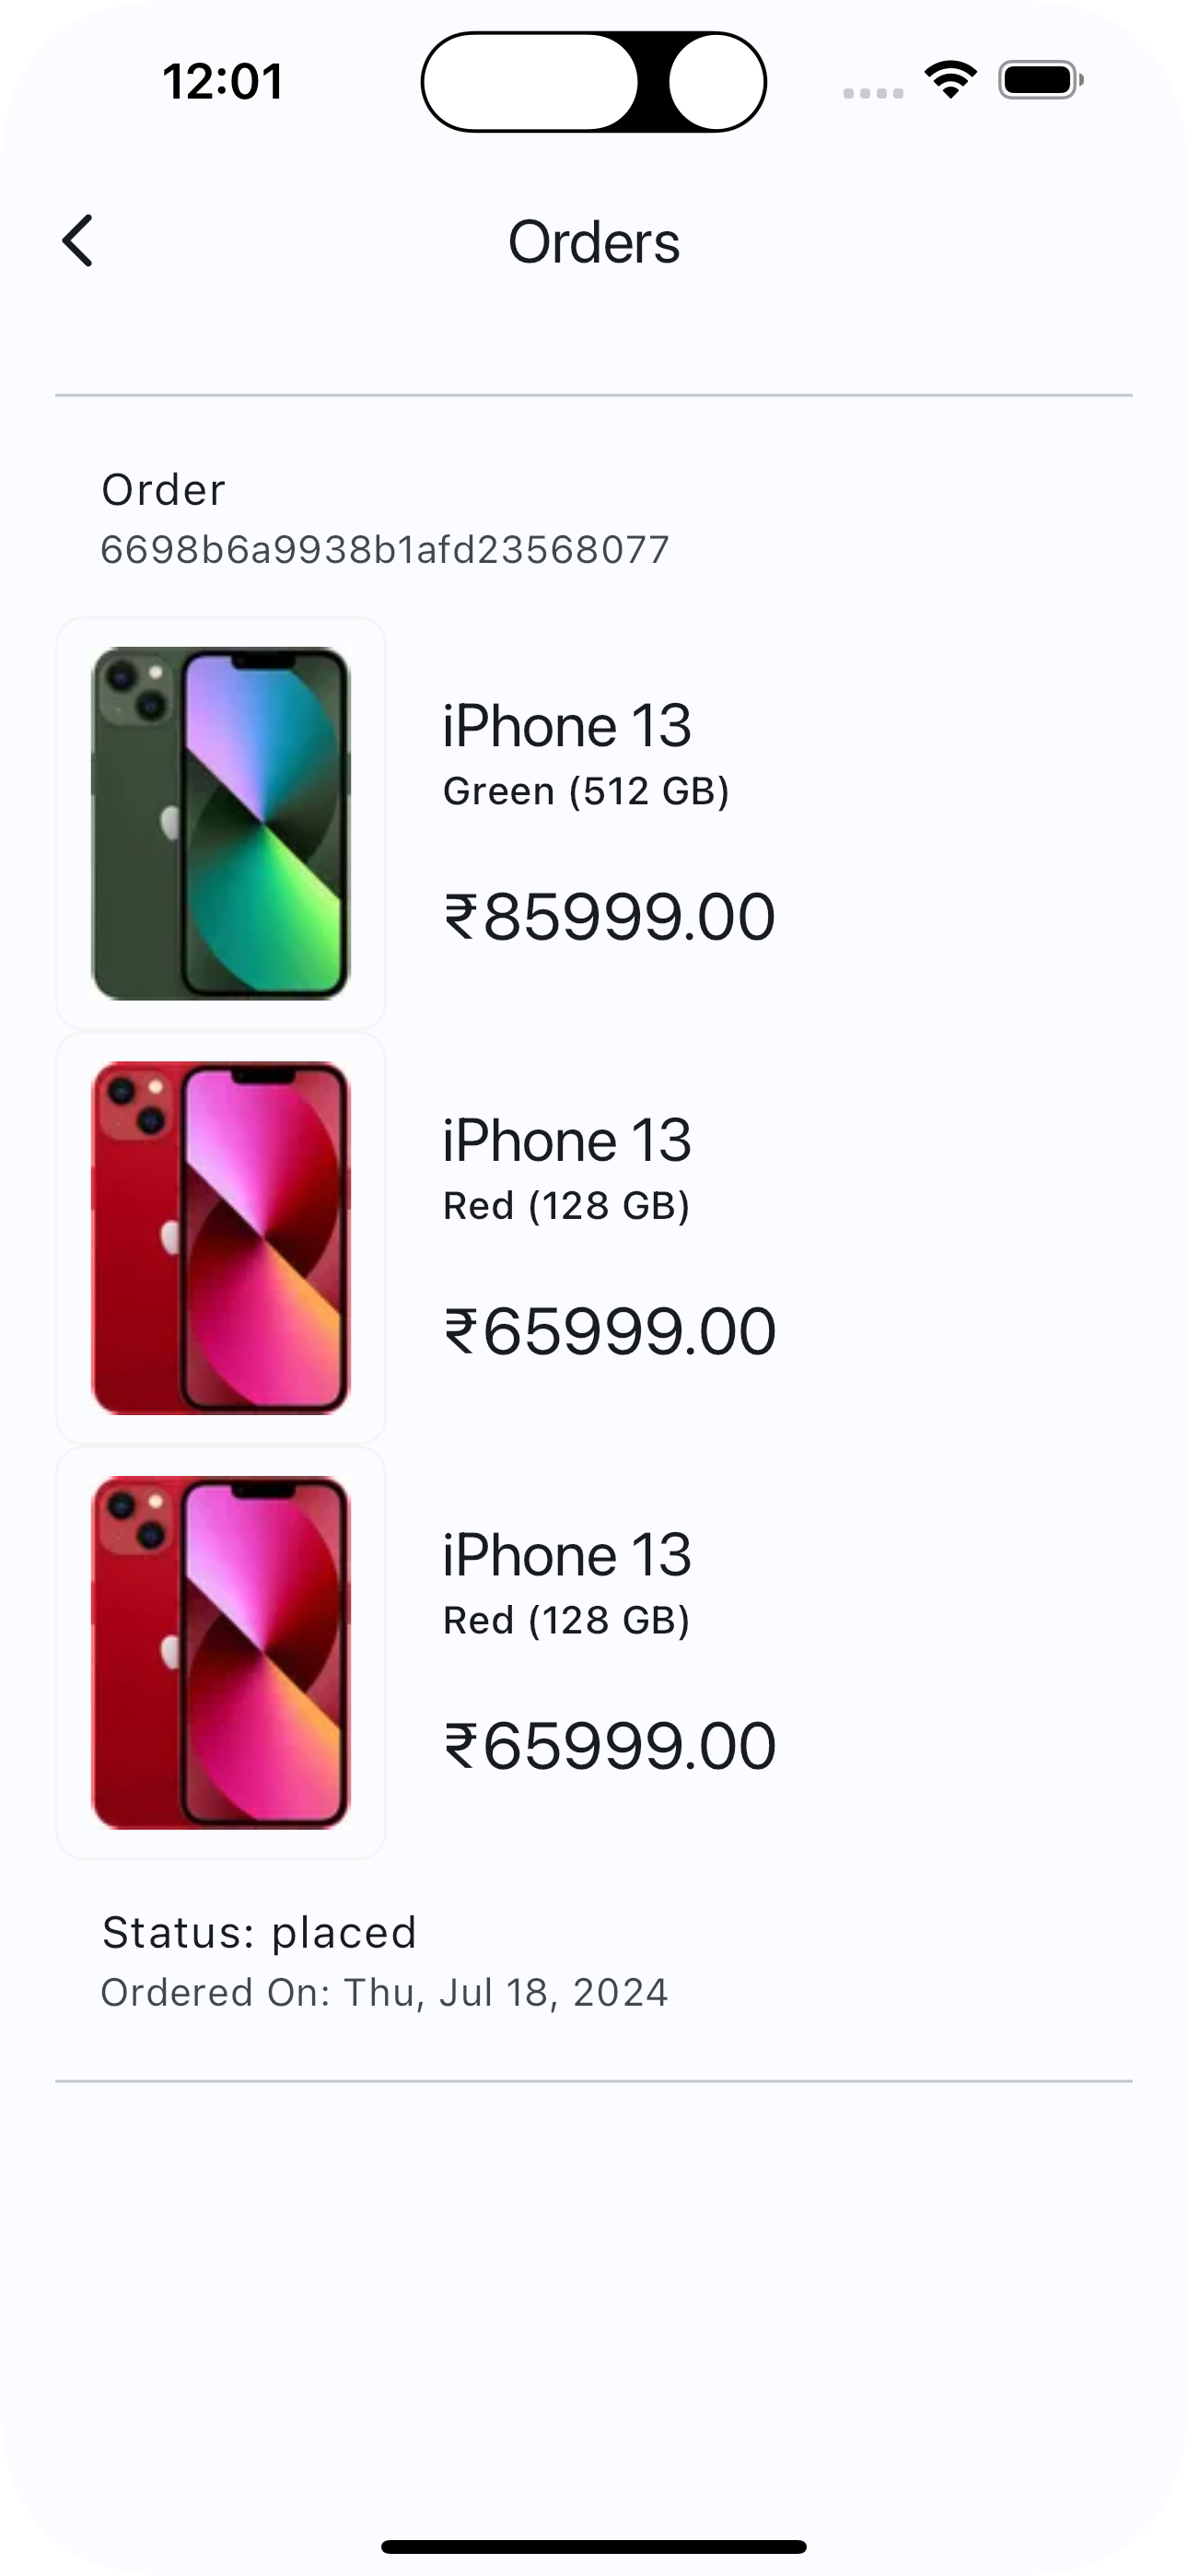 12:01
Orders
Order
6698b6a9938b1afd23568077
iPhone 13
Green (512 GB)
₹85999.00
iPhone 13
Red (128 GB)
₹65999.00
iPhone 13
Red (128 GB)
₹65999.00
Status: placed
Ordered On: Thu, Jul 18, 2024